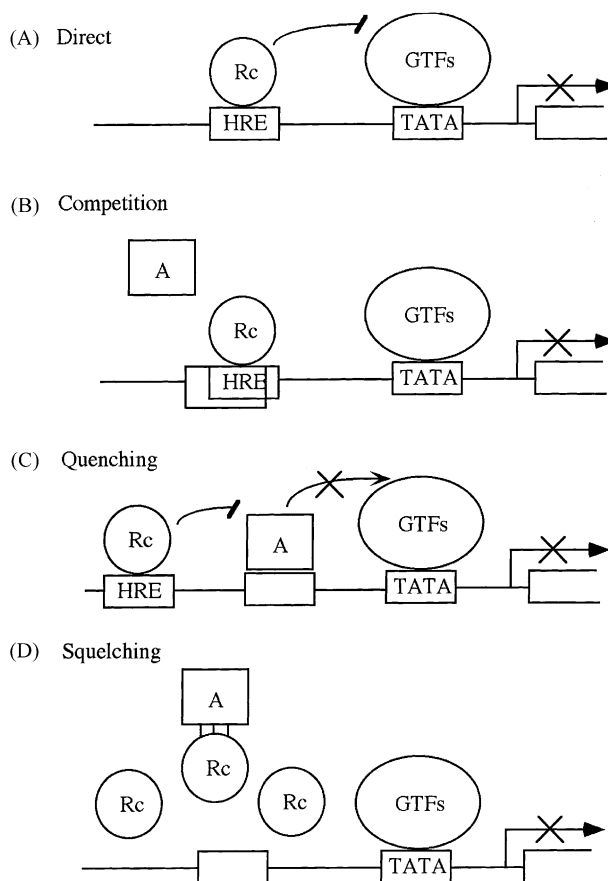 (A) Direct
Rc GTFs
HRE TATA
(B) Competition
A
Rc GTFs
HRE TATA
(C) Quenching
Rc A GTFs
HRE TATA
(D) Squelching
A
Rc
Rc Rc GTFs
TATA